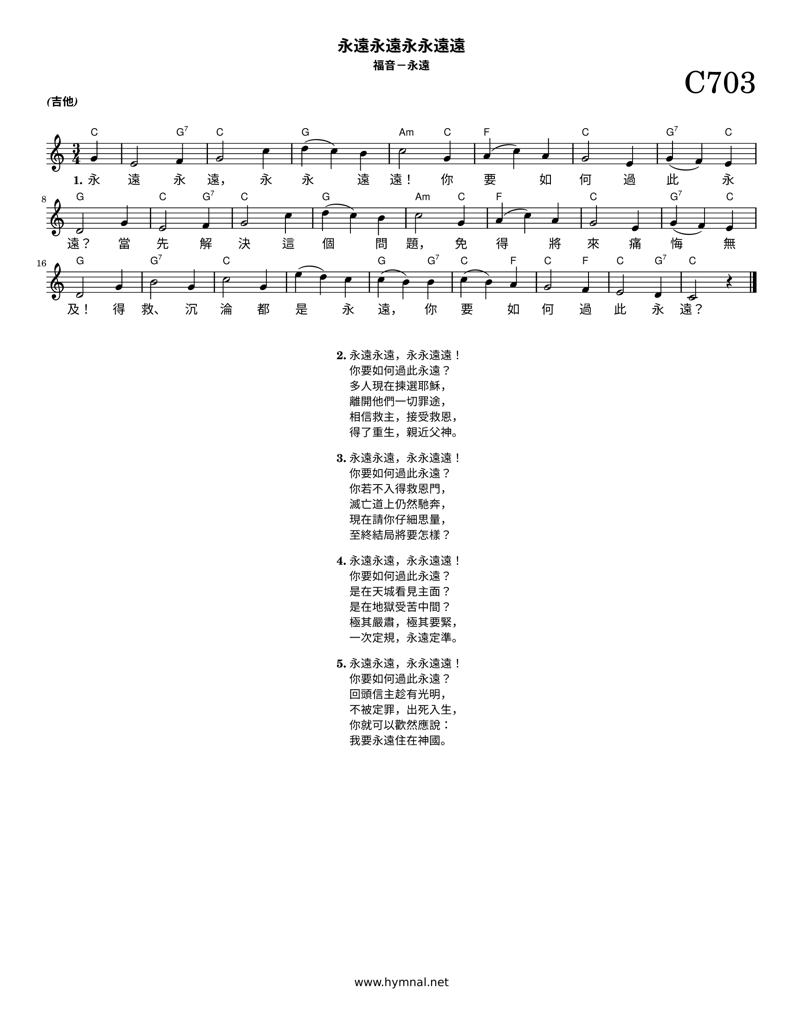 永遠永遠永永遠遠
福音－永遠
C703
(吉他)
C G7 C G Am C F C G7 C
1. 永 遠 永 遠， 永 永 遠 遠！ 你 要 如 何 過 此 永
8
G C G7 C G Am C F C G7 C
遠？ 當 先 解 決 這 個 問 題， 免 得 將 來 痛 悔 無
16
G G7 C G G7 C F G F C G7 C
及！ 得 救、 沉 淪 都 是 永 遠， 你 要 如 何 過 此 永 遠？
2. 永遠永遠，永永遠遠！
你要如何過此永遠？
多人現在揀選耶穌，
離開他們一切罪途，
相信救主，接受救恩，
得了重生，親近父神。
3. 永遠永遠，永永遠遠！
你要如何過此永遠？
你若不入得救恩門，
滅亡道上仍然馳奔，
現在請你仔細思量，
至終結局將要怎樣？
4. 永遠永遠，永永遠遠！
你要如何過此永遠？
是在天城看見主面？
是在地獄受苦中間？
極其嚴肅，極其要緊，
一次定規，永遠定準。
5. 永遠永遠，永永遠遠！
你要如何過此永遠？
回頭信主趁有光明，
不被定罪，出死入生，
你就可以歡然應說：
我要永遠住在神國。
www.hymnal.net